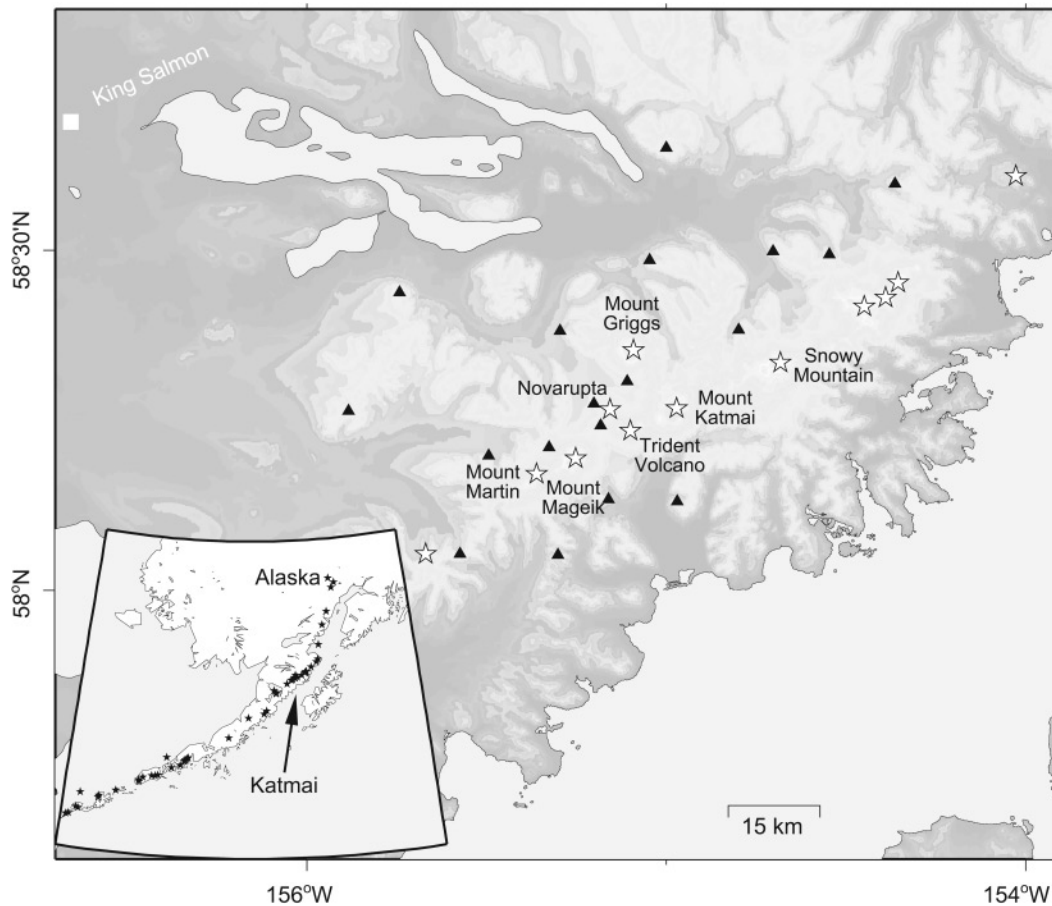 King Salmon
58°30'N
Mount
Griggs
Novarupta
Mount
Katmai
Snowy
Mountain
Trident
Volcano
Mount
Martin
Mount
Mageik
58°N
Alaska
Katmai
15 km
156°W
154°W